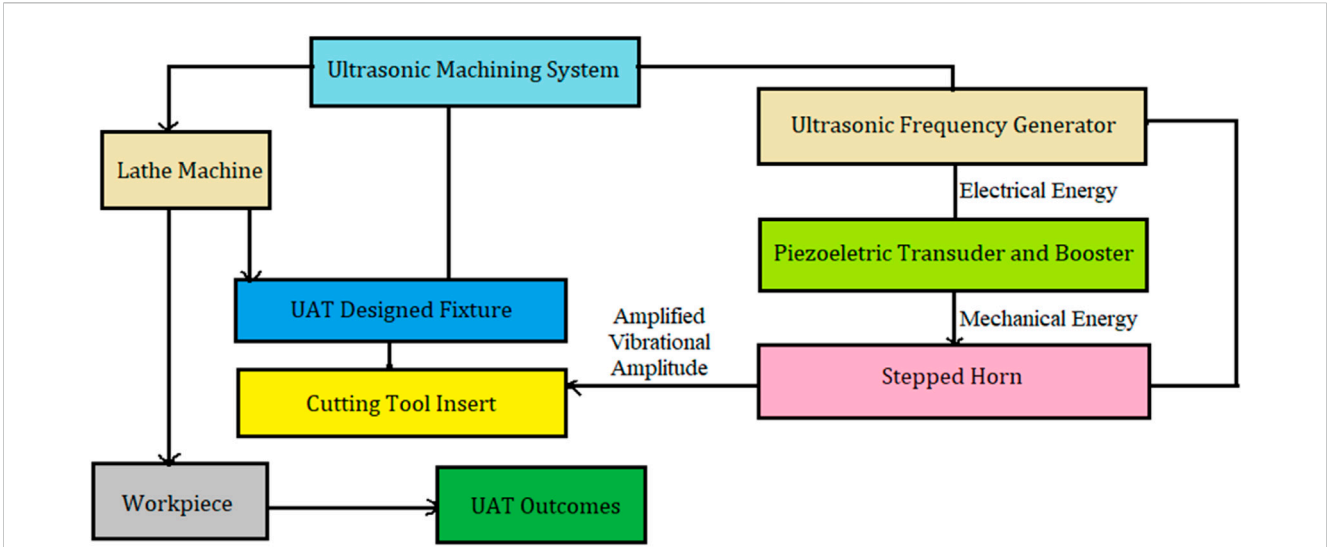 Ultrasonic Machining System
Ultrasonic Frequency Generator
Lathe Machine
Electrical Energy
Piezoeletric Transuder and Booster
UAT Designed Fixture
Amplified
Vibrational
Amplitude
Mechanical Energy
Stepped Horn
Cutting Tool Insert
Workpiece
UAT Outcomes